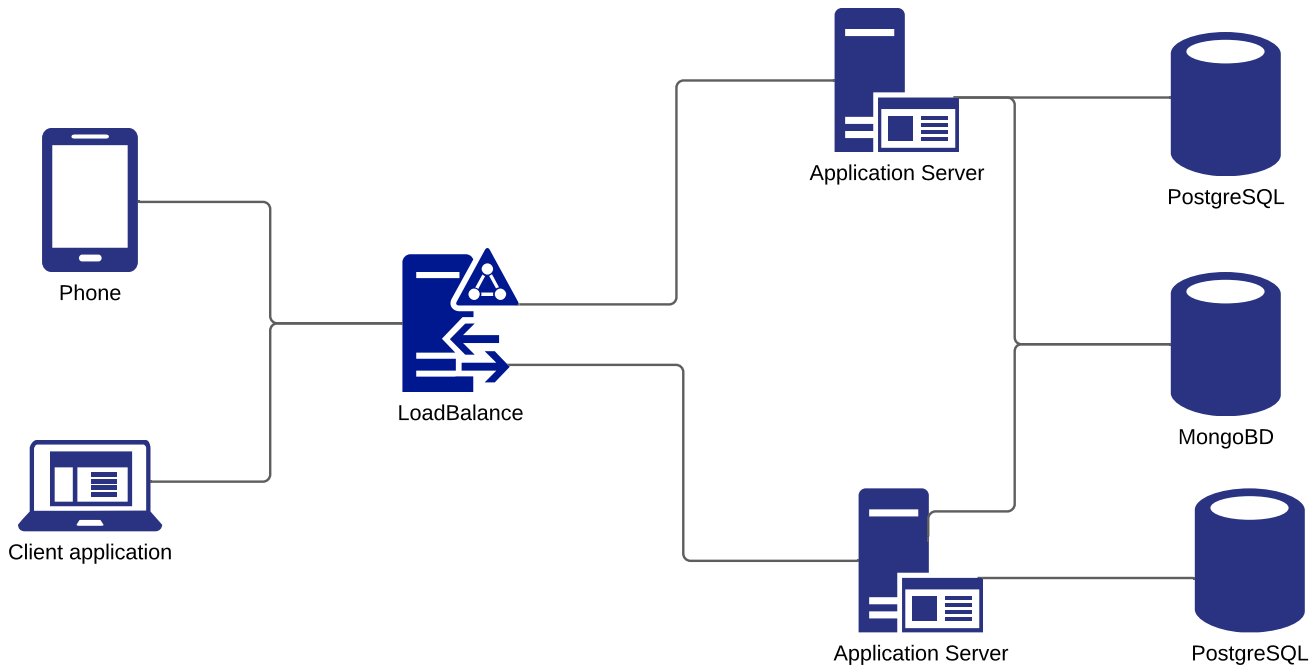 Application Server
PostgreSQL
Phone
LoadBalance
MongoBD
Client application
Application Server
PostgreSQL